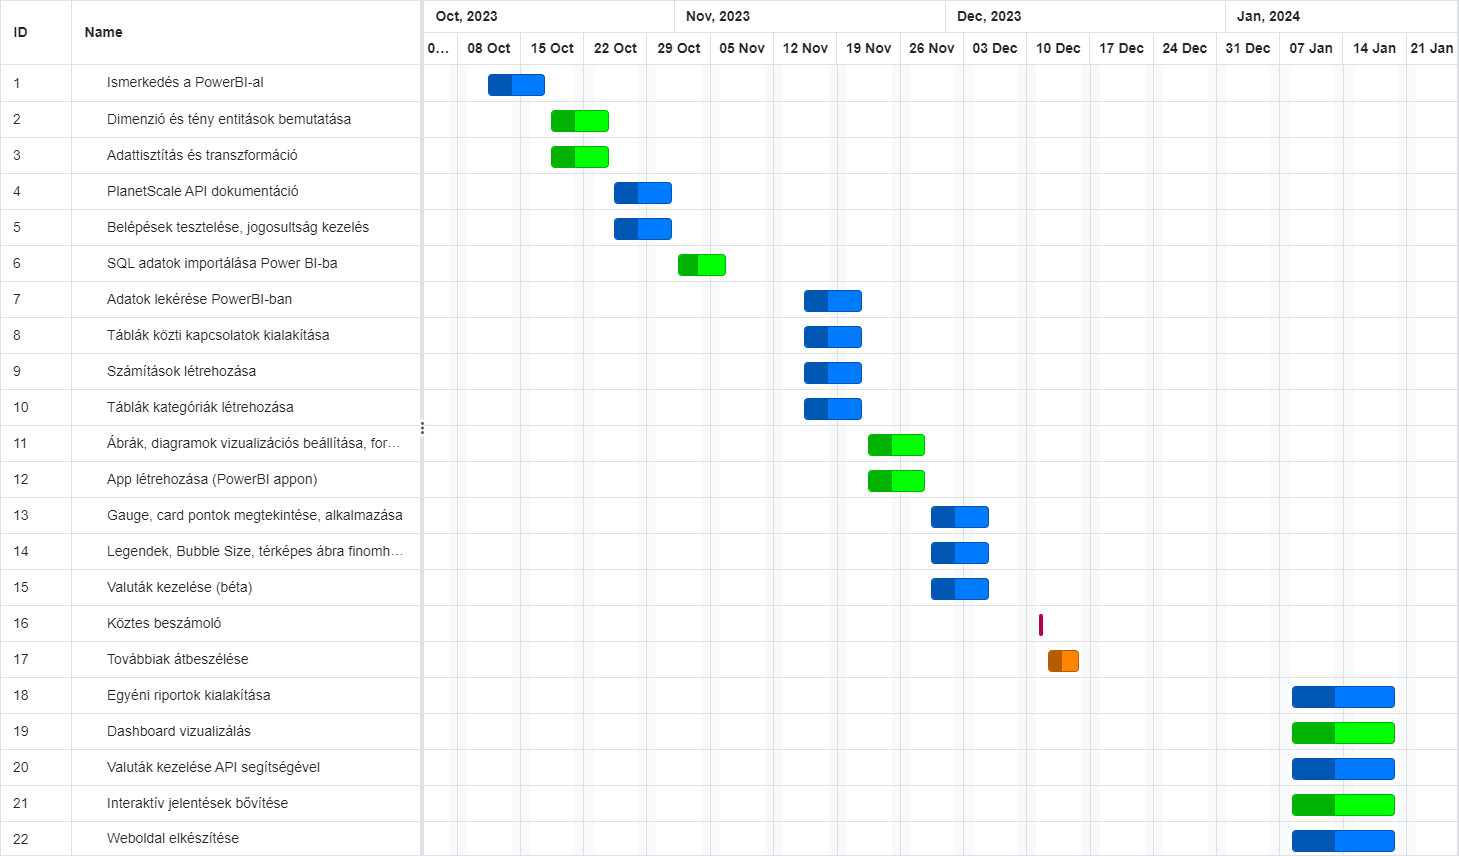 ID Name Oct, 2023 Nov, 2023 Dec, 2023 Jan, 2024
0... 08 Oct 15 Oct 22 Oct 29 Oct 05 Nov 12 Nov 19 Nov 26 Nov 03 Dec 10 Dec 17 Dec 24 Dec 31 Dec 07 Jan 14 Jan 21 Jan
1 Ismerkedés a PowerBI-al
2 Dimenzió és tény entitások bemutatása
3 Adattisztítás és transzformáció
4 PlanetScale API dokumentáció
5 Belépések tesztelése, jogosultság kezelés
6 SQL adatok importálása Power BI-ba
7 Adatok lekérése PowerBI-ban
8 Táblák közti kapcsolatok kialakítása
9 Számítások létrehozása
10 Táblák kategóriák létrehozása
11 Ábrák, diagramok vizualizációs beállítása, for...
12 App létrehozása (PowerBI appon)
13 Gauge, card pontok megtekintése, alkalmazása
14 Legendek, Bubble Size, térképes ábra finomh...
15 Valuták kezelése (béta)
16 Köztes beszámoló
17 Továbbiak átbeszélése
18 Egyéni riportok kialakítása
19 Dashboard vizualizálás
20 Valuták kezelése API segítségével
21 Interaktív jelentések bővítése
22 Weboldal elkészítése